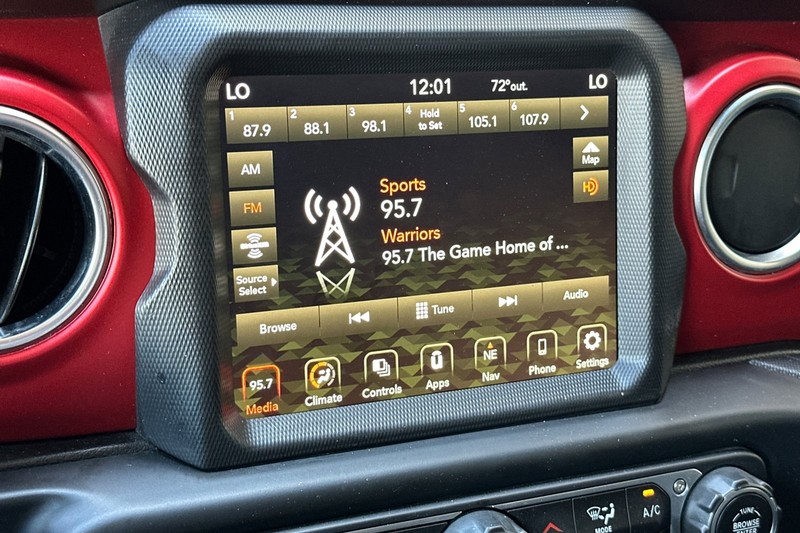 LO 12:01 72°out. LO
1 87.9 2 88.1 3 98.1 4 Hold to Set 5 105.1 6 107.9
AM
FM
Source
Select
Sports
95.7
Warriors
95.7 The Game Home of ...
Map
HD
Browse Tune Audio
95.7 NE
Media Climate Controls Apps Nav Phone Settings
MODE
A/C
TUNE
BROWSE
ENTER